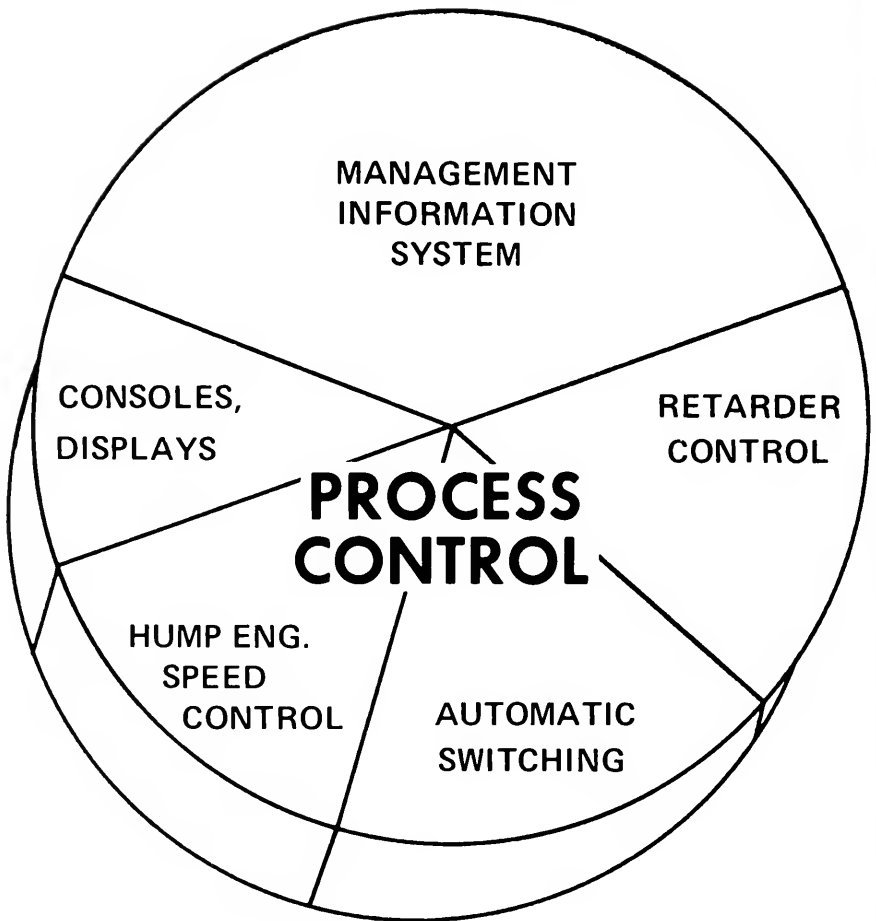 MANAGEMENT
INFORMATION
SYSTEM
CONSOLES,
DISPLAYS
RETARDER
CONTROL
PROCESS
CONTROL
HUMP ENG.
SPEED
CONTROL
AUTOMATIC
SWITCHING